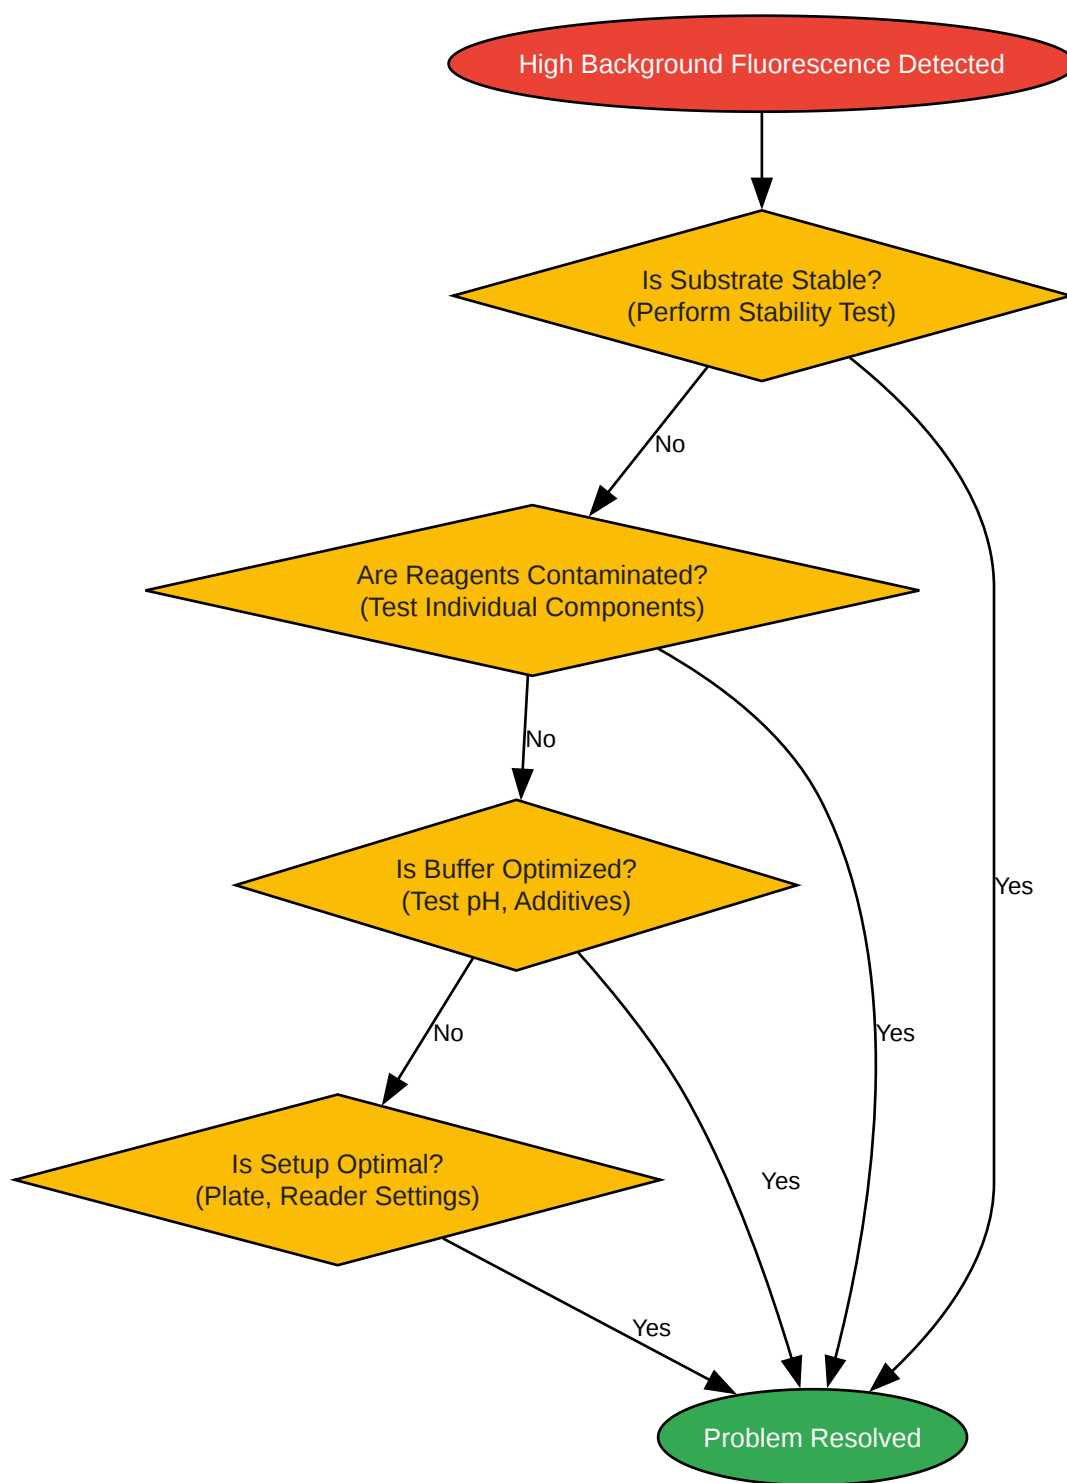 High Background Fluorescence Detected
Is Substrate Stable?
(Perform Stability Test)
No
Are Reagents Contaminated?
(Test Individual Components)
No
Is Buffer Optimized?
(Test pH, Additives)
Yes
No
Yes
Is Setup Optimal?
(Plate, Reader Settings)
Yes
Yes
Problem Resolved